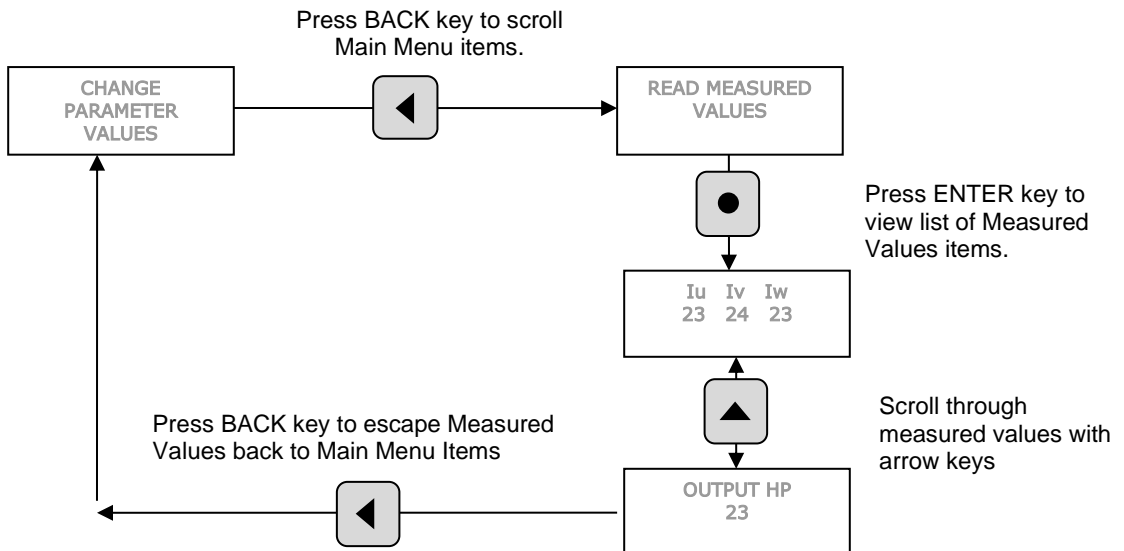 Press BACK key to scroll
Main Menu items.
CHANGE
PARAMETER
VALUES
READ MEASURED
VALUES
Press ENTER key to
view list of Measured
Values items.
Iu Iv Iw
23 24 23
Scroll through
measured values with
arrow keys
Press BACK key to escape Measured
Values back to Main Menu Items
OUTPUT HP
23